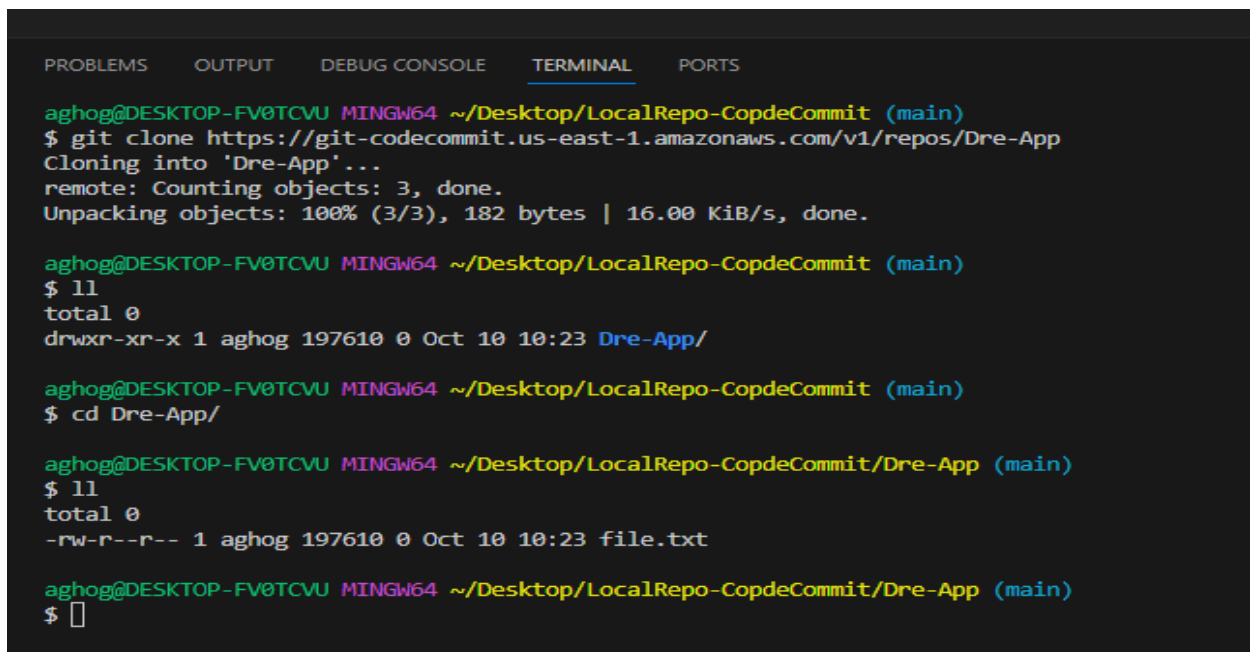 PROBLEMS OUTPUT DEBUG CONSOLE TERMINAL PORTS
aghog@DESKTOP-FV0TCVU MINGW64 ~/Desktop/LocalRepo-CopdeCommit (main)
$ git clone https://git-codecommit.us-east-1.amazonaws.com/v1/repos/Dre-App
Cloning into 'Dre-App'...
remote: Counting objects: 3, done.
Unpacking objects: 100% (3/3), 182 bytes | 16.00 KiB/s, done.
aghog@DESKTOP-FV0TCVU MINGW64 ~/Desktop/LocalRepo-CopdeCommit (main)
$ ll
total 0
drwxr-xr-x 1 aghog 197610 0 Oct 10 10:23 Dre-App/
aghog@DESKTOP-FV0TCVU MINGW64 ~/Desktop/LocalRepo-CopdeCommit (main)
$ cd Dre-App/
aghog@DESKTOP-FV0TCVU MINGW64 ~/Desktop/LocalRepo-CopdeCommit/Dre-App (main)
$ ll
total 0
-rw-r--r-- 1 aghog 197610 0 Oct 10 10:23 file.txt
aghog@DESKTOP-FV0TCVU MINGW64 ~/Desktop/LocalRepo-CopdeCommit/Dre-App (main)
$